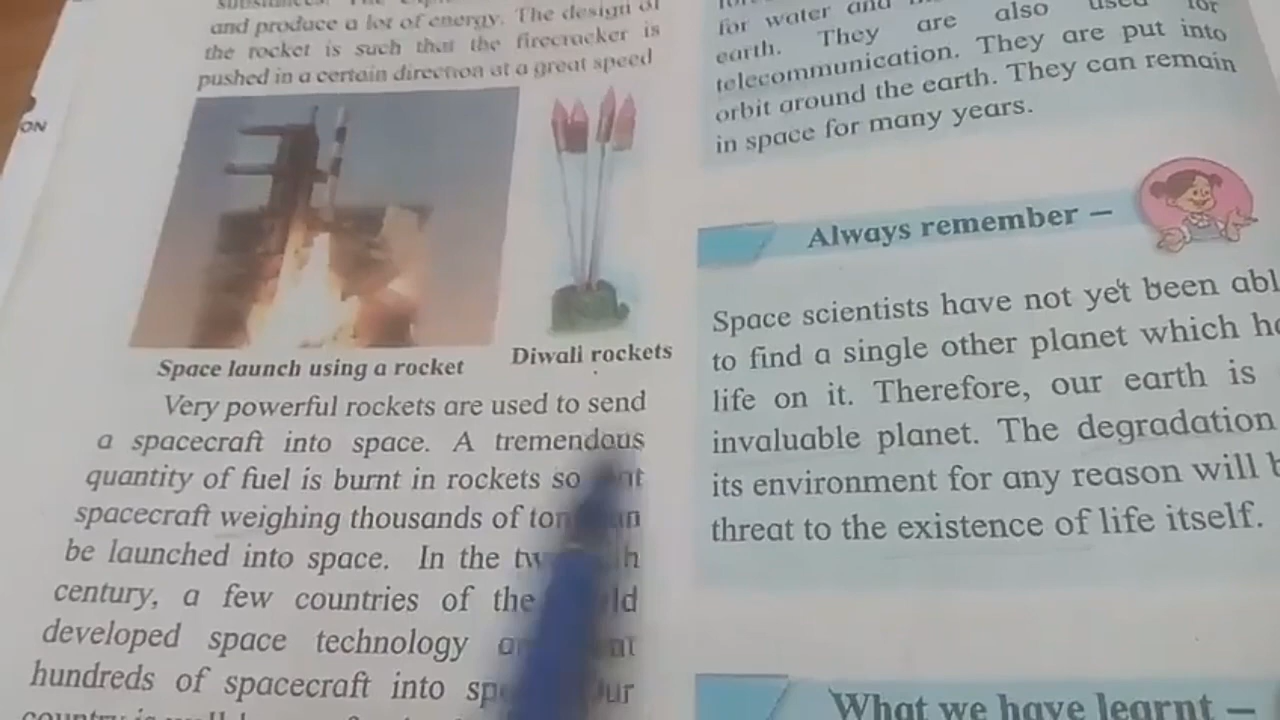 and produce a lot of energy. The design of
the rocket is such that the firecracker is
pushed in a certain direction at a great speed
Space launch using a rocket
Diwali rockets
Very powerful rockets are used to send
a spacecraft into space. A tremendous
quantity of fuel is burnt in rockets so
spacecraft weighing thousands of
be launched into space. In the
century, a few countries of the
developed space technology
hundreds of spacecraft into
ON
for water and
earth. They are also used for
telecommunication. They are put into
orbit around the earth. They can remain
in space for many years.
Always remember –
Space scientists have not yet been abl
to find a single other planet which
life on it. Therefore, our earth is
invaluable planet. The degradation
its environment for any reason will
threat to the existence of life itself.
What we have learnt –